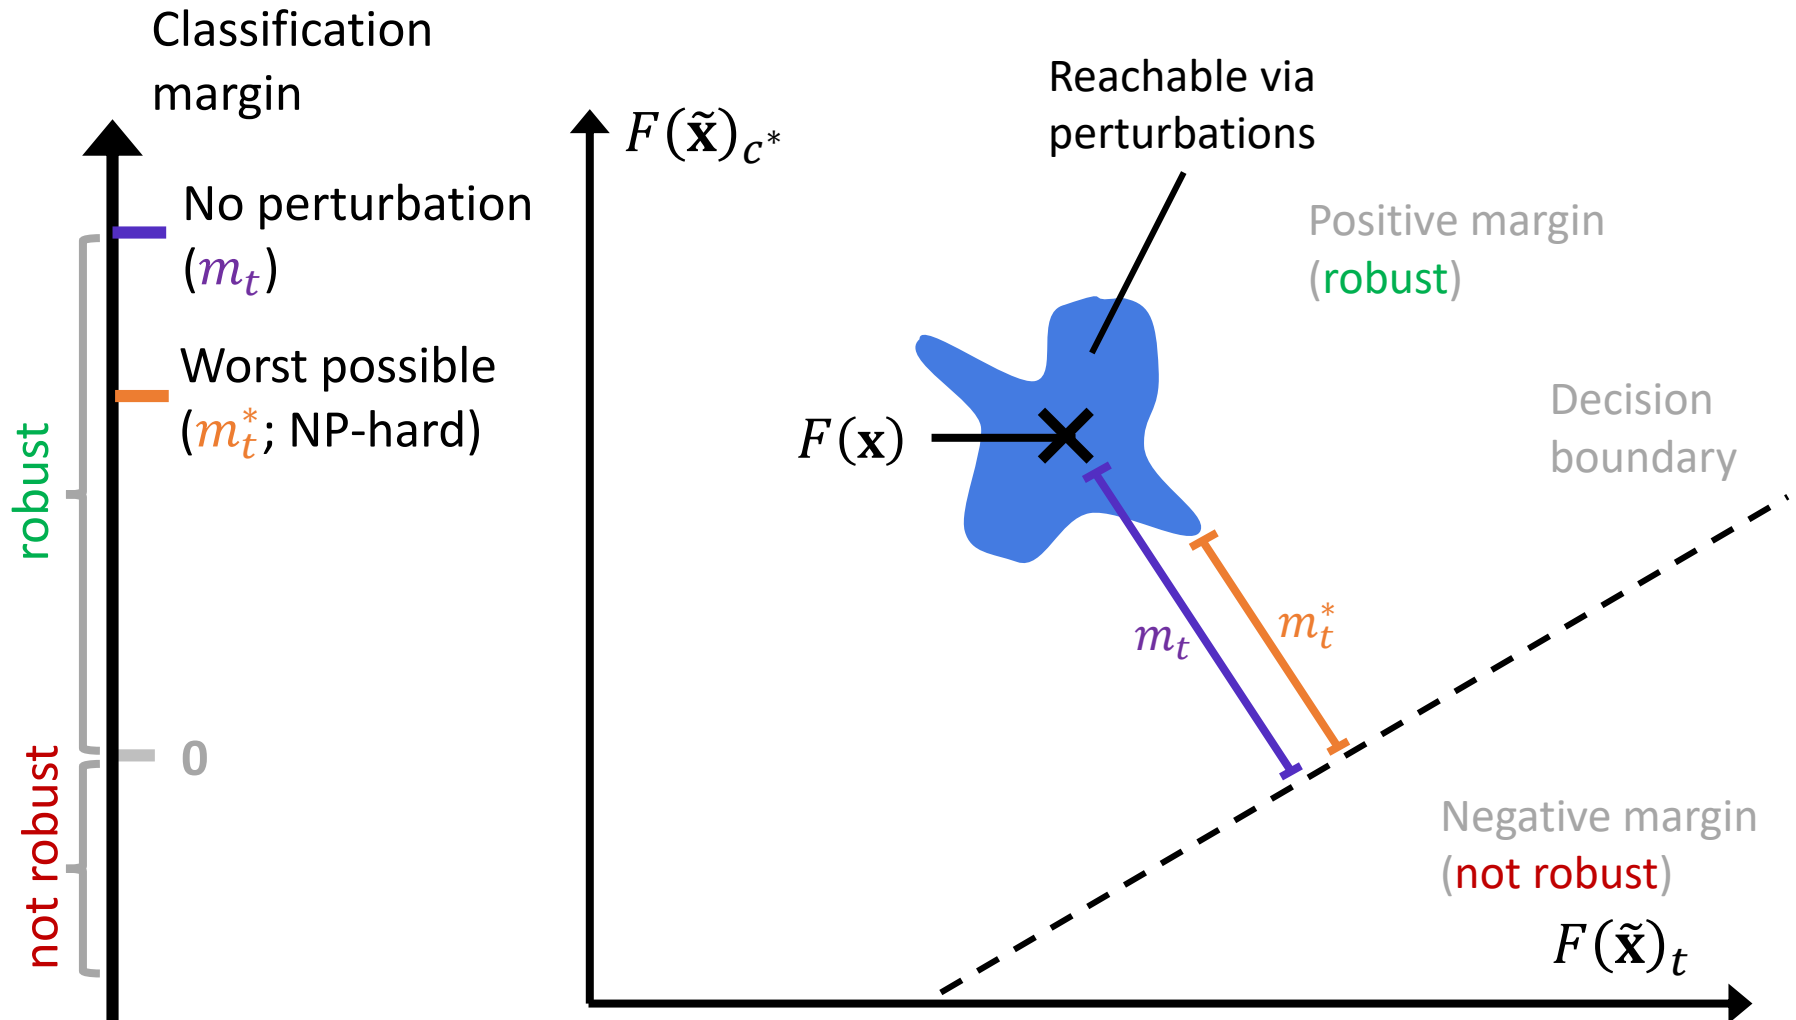 Classification
margin
No perturbation
(m_t)
Worst possible
(m_t^*; NP-hard)
robust
0
not robust
F(x̃)_{c^*}
Reachable via
perturbations
Positive margin
(robust)
F(x)
Decision
boundary
m_t
m_t^*
Negative margin
(not robust)
F(x̃)_t